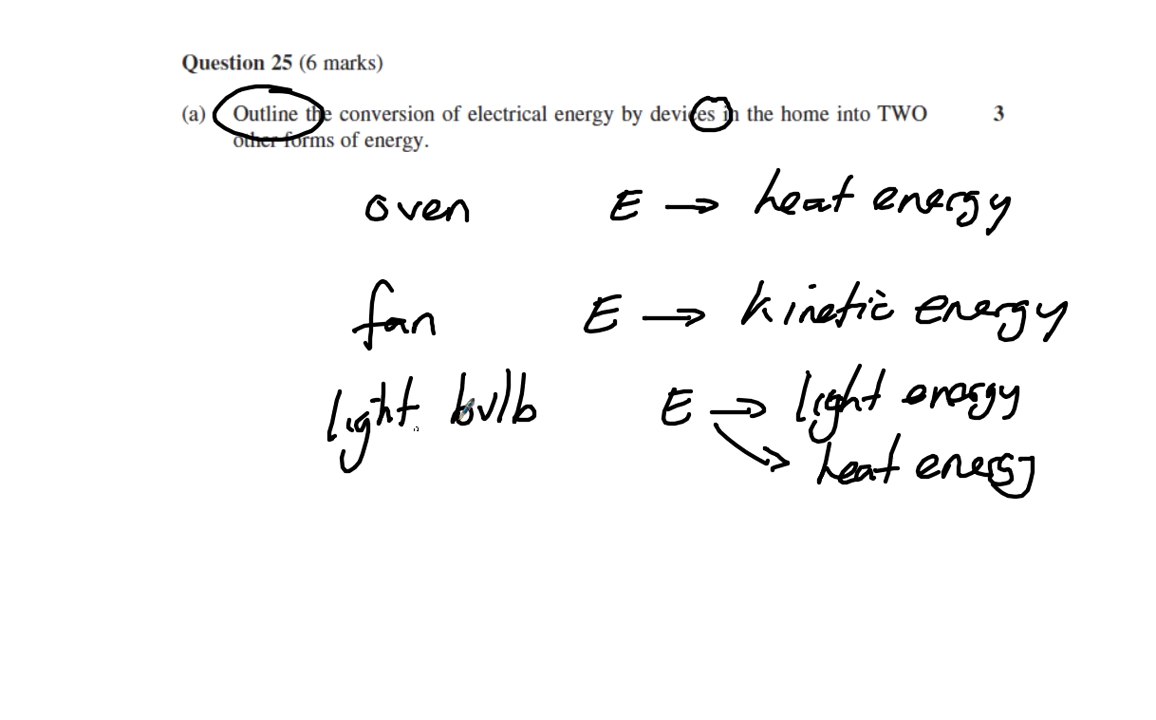 Question 25 (6 marks)
(a) Outline the conversion of electrical energy by devices in the home into TWO 3
other forms of energy.
oven E → heat energy
fan E → kinetic energy
light bulb E → light energy
→ heat energy